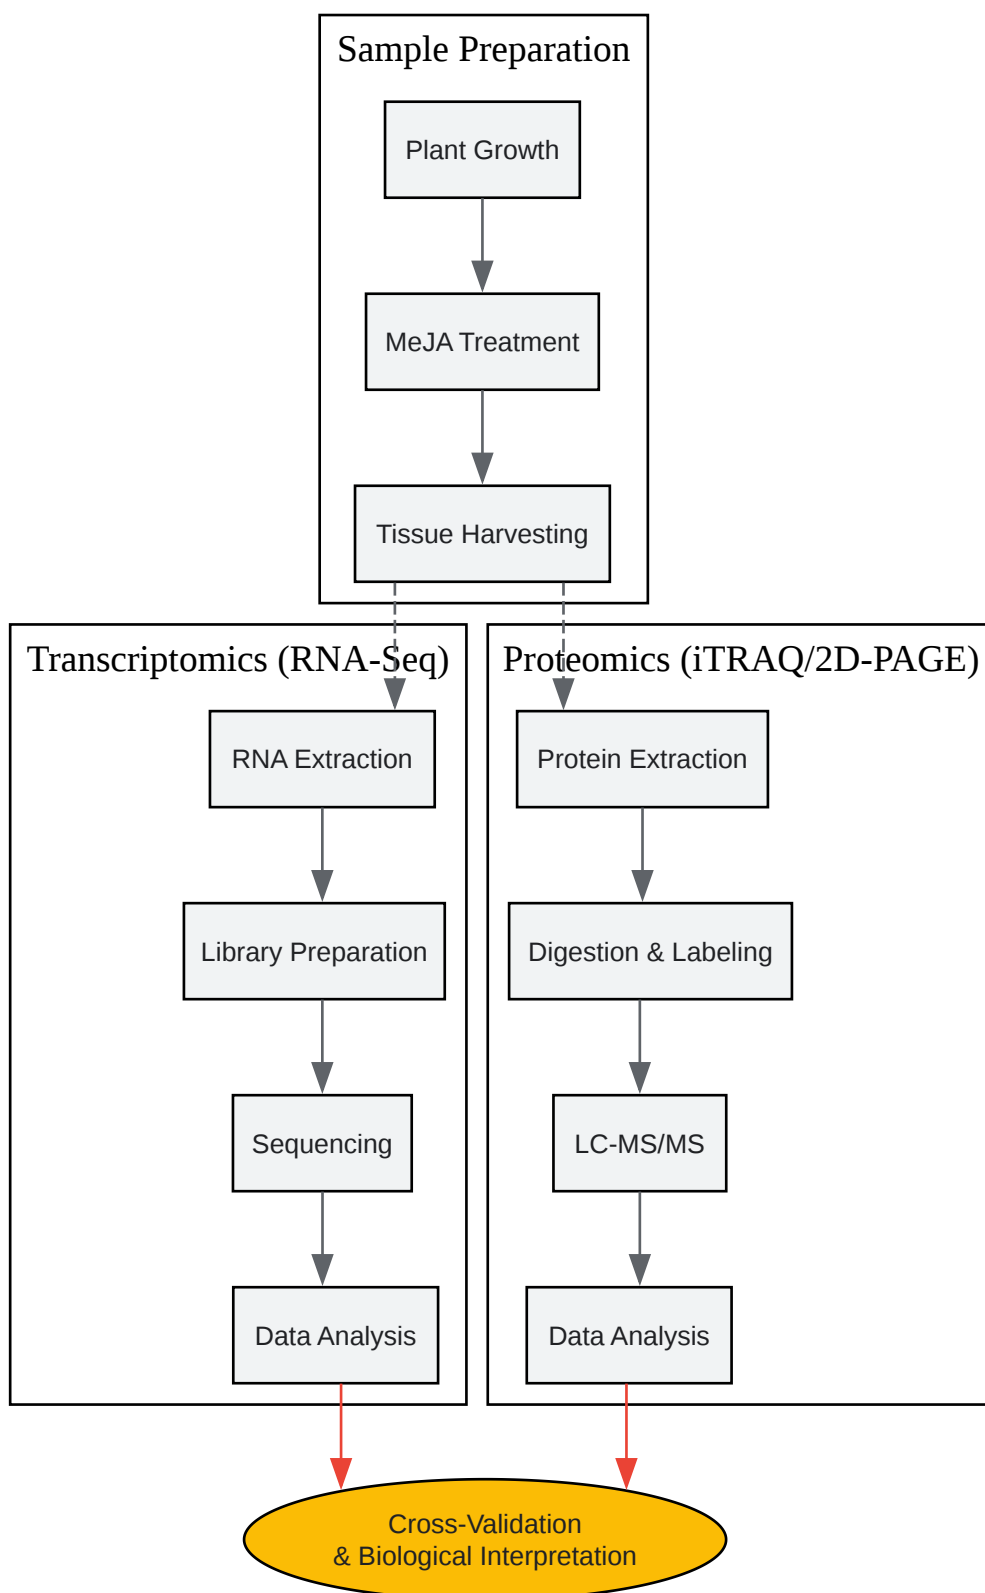 Sample Preparation
Plant Growth
MeJA Treatment
Tissue Harvesting
Transcriptomics (RNA-Seq)
RNA Extraction
Library Preparation
Sequencing
Data Analysis
Proteomics (iTRAQ/2D-PAGE)
Protein Extraction
Digestion & Labeling
LC-MS/MS
Data Analysis
Cross-Validation
& Biological Interpretation